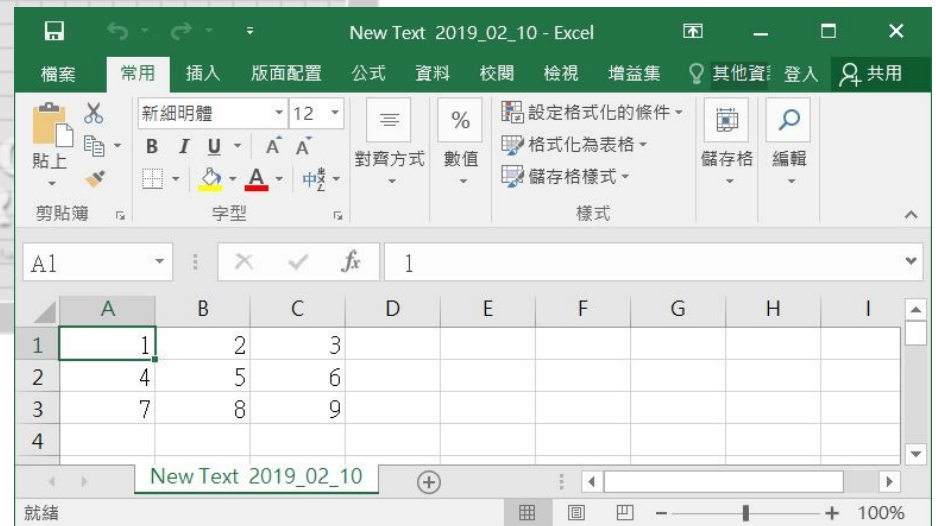 New Text 2019_02_10 - Excel
檔案 常用 插入 版面配置 公式 資料 校閱 檢視 增益集 其他資 登入 共用
新細明體 12 % 設定格式化的條件
B I U A A 格式化為表格
貼上 A 中 對齊方式 數值 儲存格樣式 儲存格 編輯
剪貼簿 字型 樣式
A1 fx 1
A B C D E F G H I
1 1 2 3
2 4 5 6
3 7 8 9
4
New Text 2019_02_10
就緒 100%